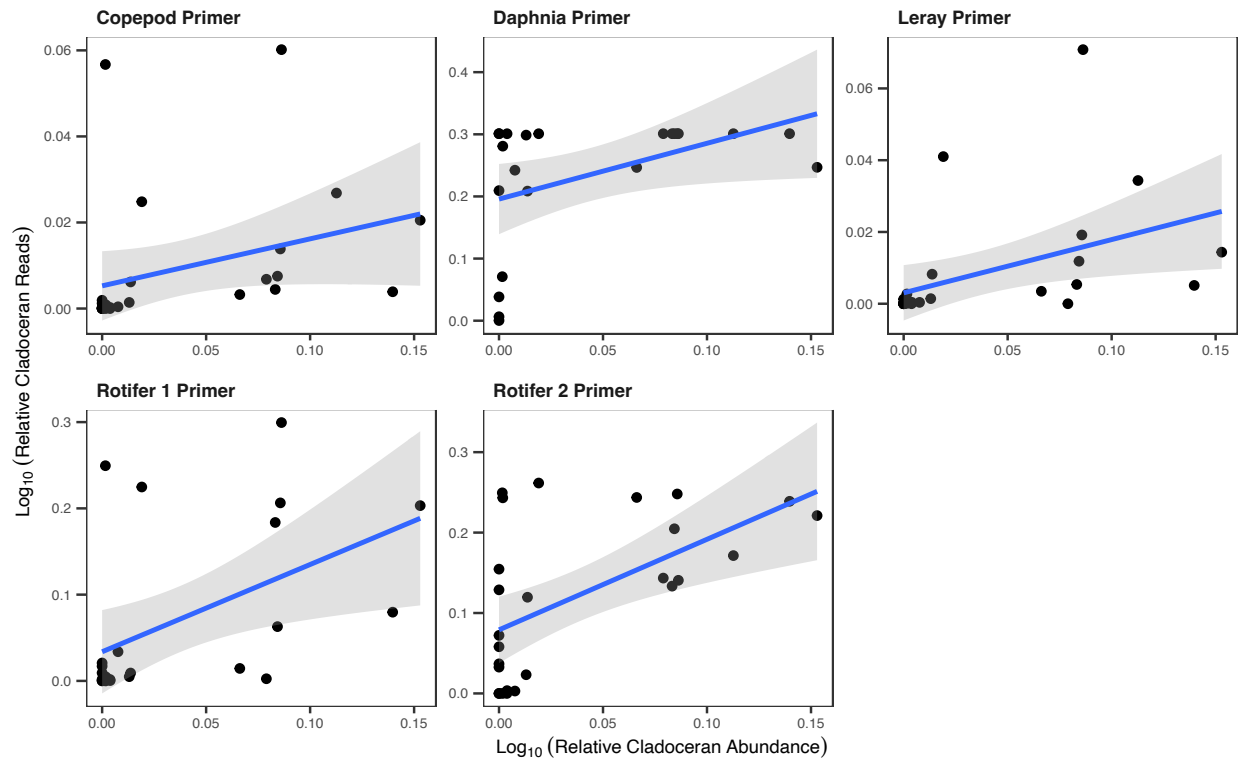 Copepod Primer
Daphnia Primer
Leray Primer
0.06
0.04
0.02
0.00
0.4
0.3
0.2
0.1
0.0
0.06
0.04
0.02
0.00
0.00 0.05 0.10 0.15
0.00 0.05 0.10 0.15
0.00 0.05 0.10 0.15
Log10 (Relative Cladoceran Reads)
Rotifer 1 Primer
Rotifer 2 Primer
0.3
0.2
0.1
0.0
0.3
0.2
0.1
0.0
0.00 0.05 0.10 0.15
0.00 0.05 0.10 0.15
Log10 (Relative Cladoceran Abundance)